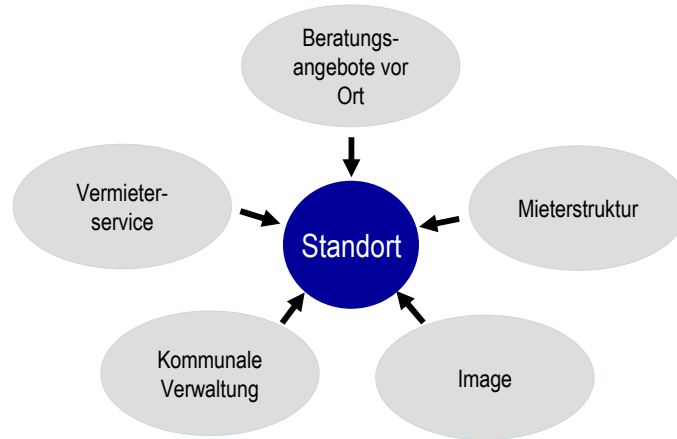 Beratungs-
angebote vor
Ort
Vermieter-
service
Mieterstruktur
Standort
Kommunale
Verwaltung
Image